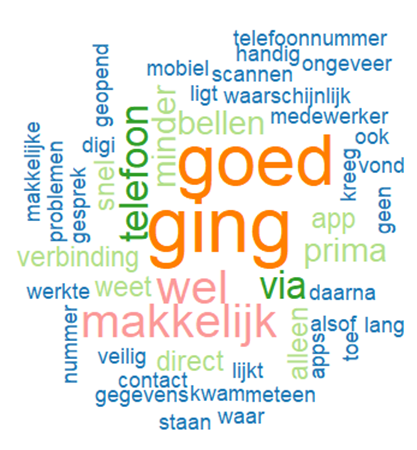 telefoonnummer
handig
mobiel
scannen
ongeveer
geopend
ligt
waarschijnlijk
minder
bellen
medewerker
telefoon
goed
ook
makkelijke
problemen
digi
vond
gesprek
snel
kreeg
geen
ging
app
verbinding
prima
werkte
weet
wel
via
daarna
nummer
makkelijk
alleen
alsof
lang
apps
toe
veilig
direct
lijkt
contact
gegevens
kwam
meteen
staan
waar